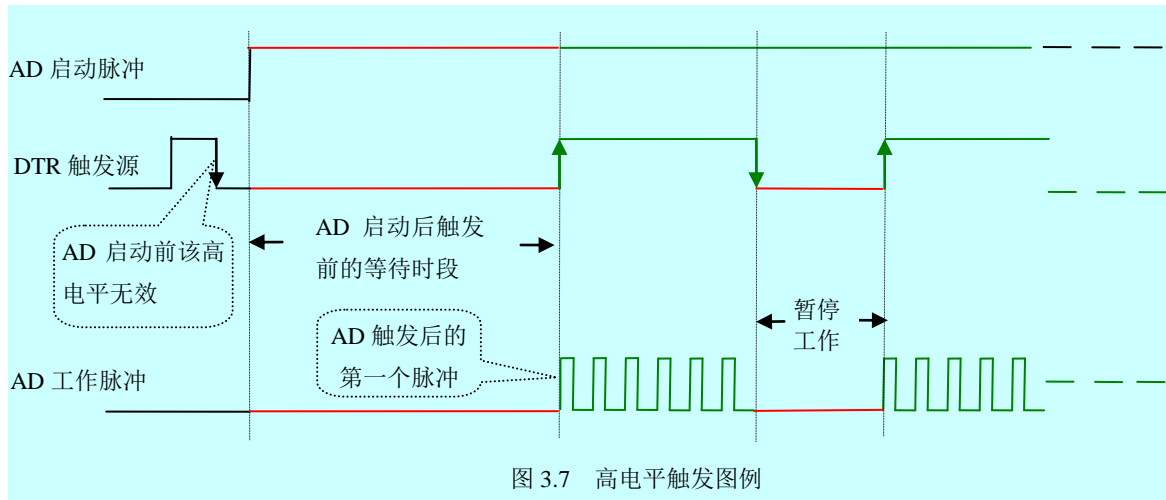 AD 启动脉冲
DTR 触发源
AD 启动前该高
电平无效
AD 启动后触发
前的等待时段
AD 触发后的
第一个脉冲
暂停
工作
AD 工作脉冲
图 3.7 高电平触发图例